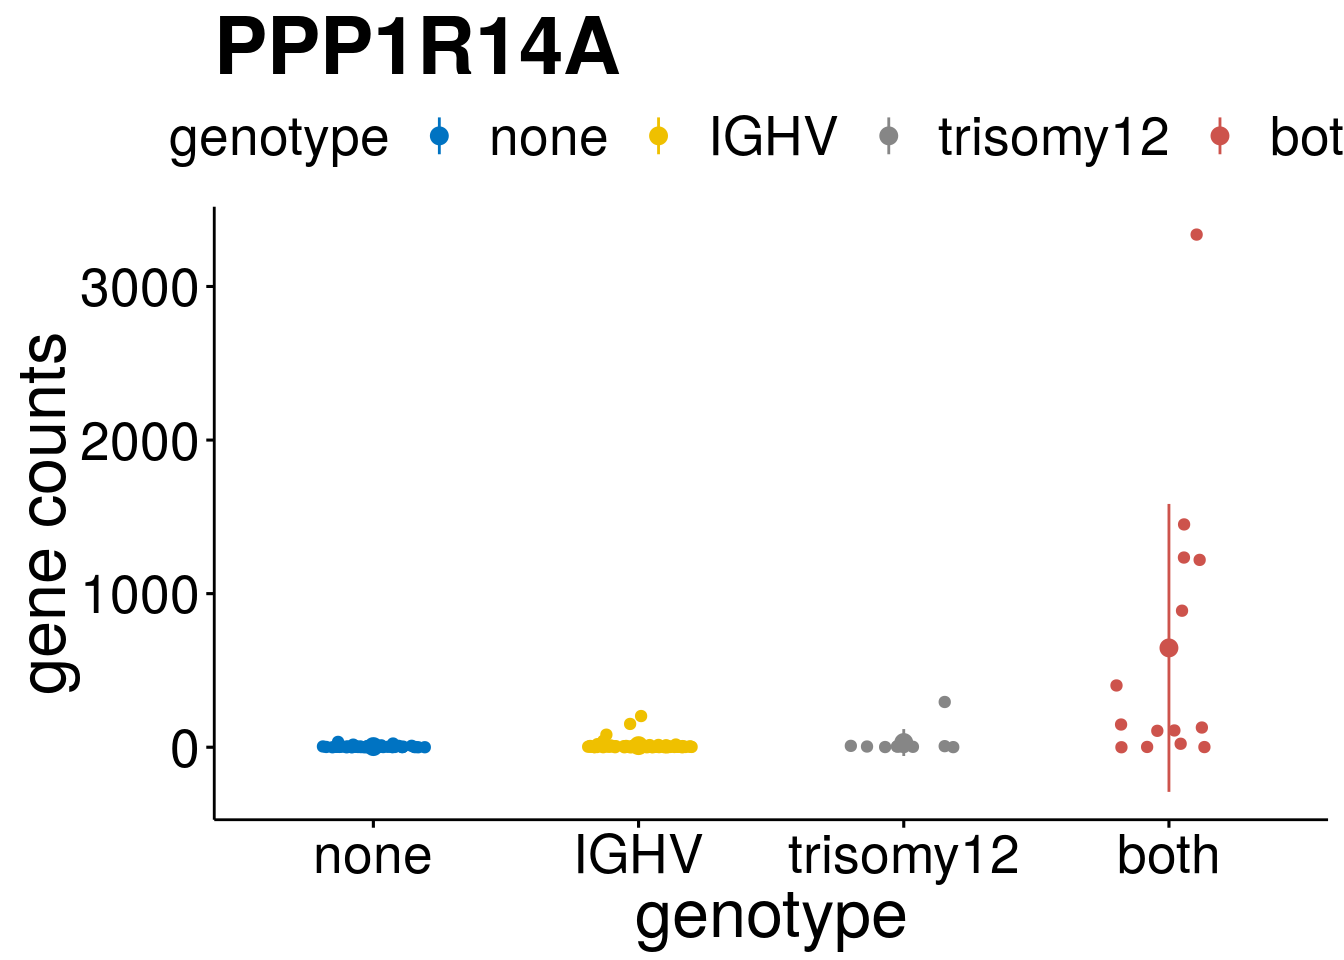 PPP1R14A
genotype none IGHV trisomy12 bot
3000
2000
1000
0
gene counts
none IGHV trisomy12 both
genotype